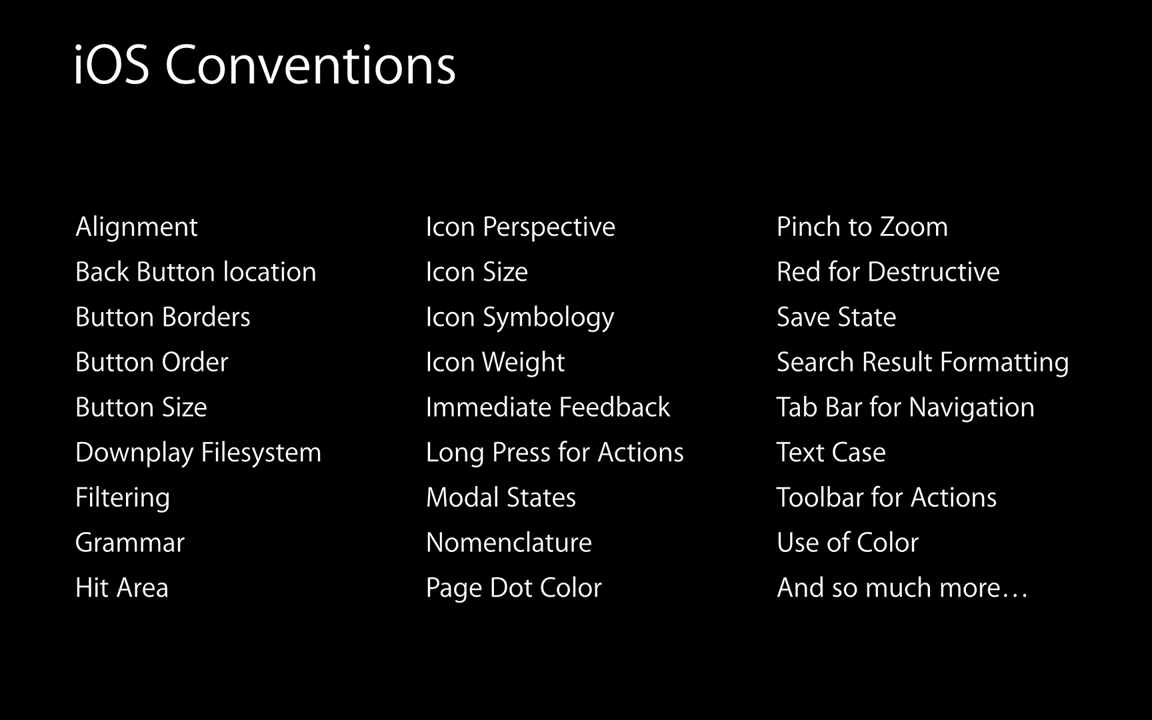 iOS Conventions
Alignment
Back Button location
Button Borders
Button Order
Button Size
Downplay Filesystem
Filtering
Grammar
Hit Area
Icon Perspective
Icon Size
Icon Symbology
Icon Weight
Immediate Feedback
Long Press for Actions
Modal States
Nomenclature
Page Dot Color
Pinch to Zoom
Red for Destructive
Save State
Search Result Formatting
Tab Bar for Navigation
Text Case
Toolbar for Actions
Use of Color
And so much more…